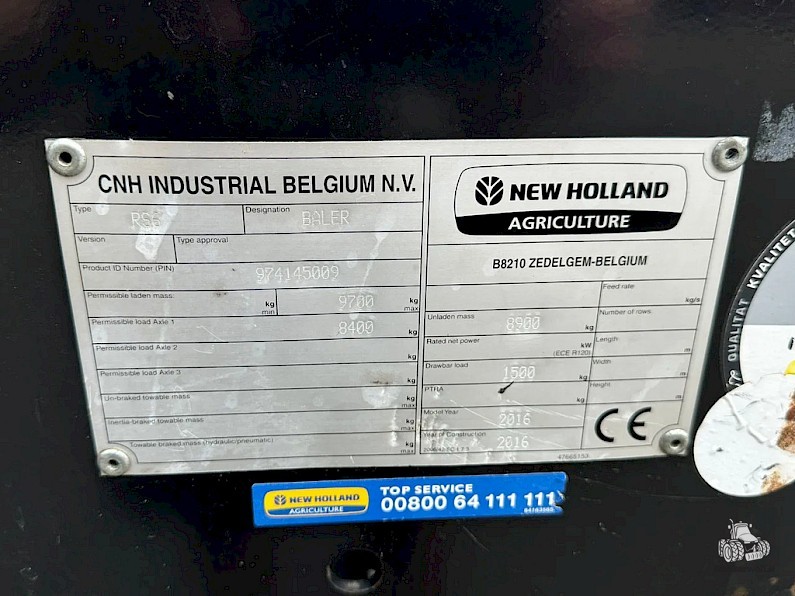 CNH INDUSTRIAL BELGIUM N.V.
Type
Designation BALER
Version
Type approval
Product ID Number (PIN) 974145009
Permissible laden mass: kg min 9700 kg max
Permissible load Axle 1 8400 kg
Permissible load Axle 2 kg
Permissible load Axle 3 kg
Un-braked towable mass kg max
Inertia-braked towable mass kg max
Towable braked mass (hydraulic/pneumatic) kg max
NEW HOLLAND
AGRICULTURE
B8210 ZEDELGEM-BELGIUM
Feed rate kg/s
Unladen mass 8900 kg
Number of rows:
Rated net power kW (ECE R120)
Length: m
Drawbar load 1500 kg
Width m
PTRA kg
Height: m
Model Year 2016
Year of Construction 2016
47665153
CE
NEW HOLLAND
AGRICULTURE
TOP SERVICE
00800 64 111 111
84183985
QUALITÄT KVALITET